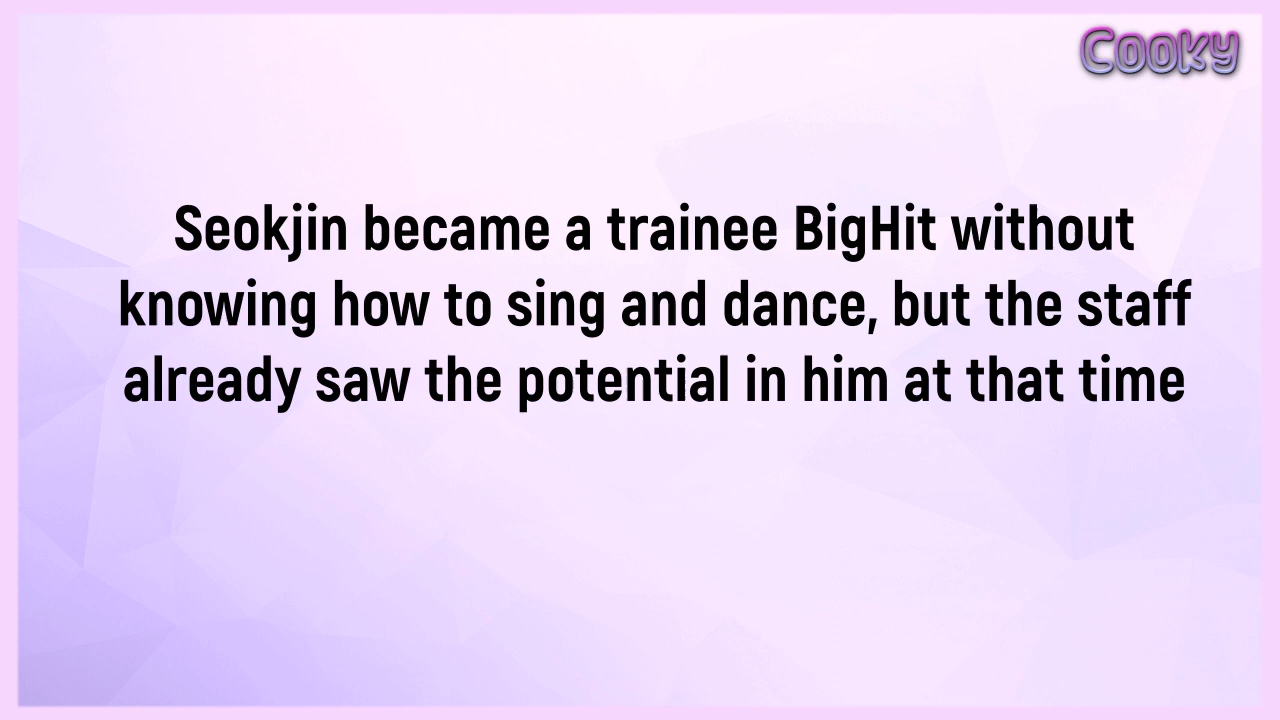 Cooky
Seokjin became a trainee BigHit without
knowing how to sing and dance, but the staff
already saw the potential in him at that time